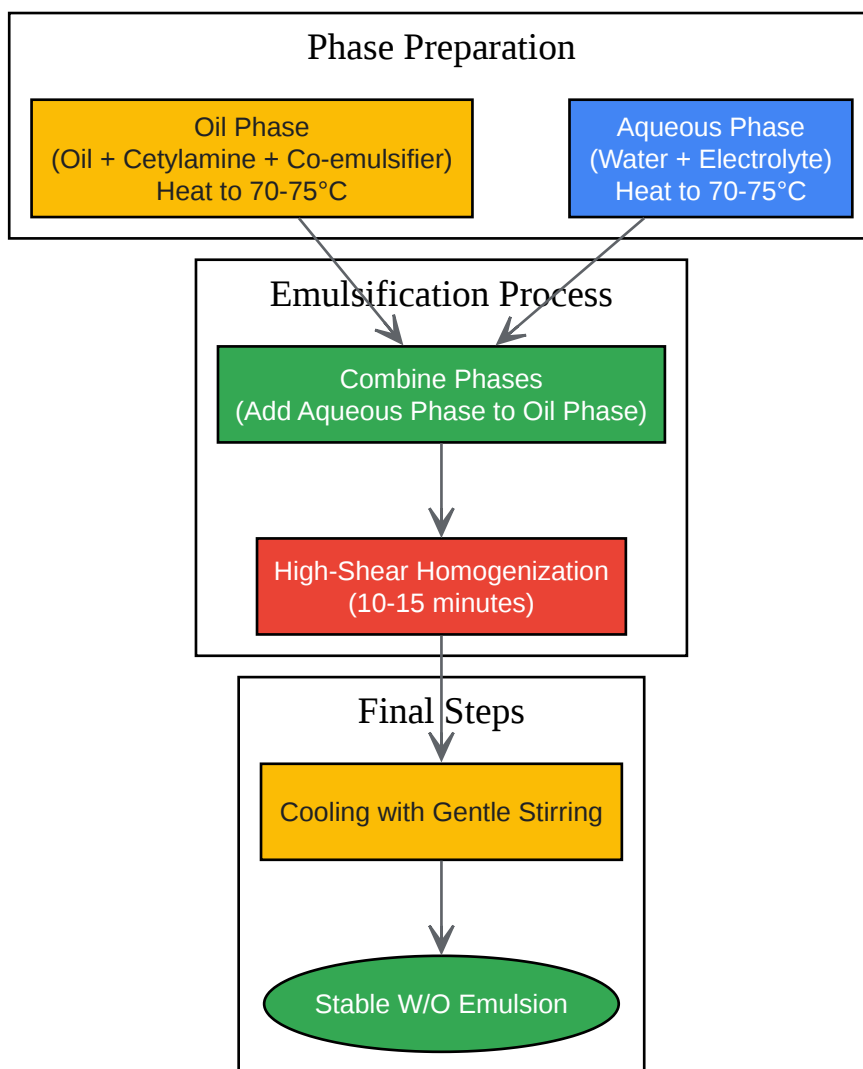 Phase Preparation
Oil Phase
(Oil + Cetylamine + Co-emulsifier)
Heat to 70-75°C
Aqueous Phase
(Water + Electrolyte)
Heat to 70-75°C
Emulsification Process
Combine Phases
(Add Aqueous Phase to Oil Phase)
High-Shear Homogenization
(10-15 minutes)
Final Steps
Cooling with Gentle Stirring
Stable W/O Emulsion